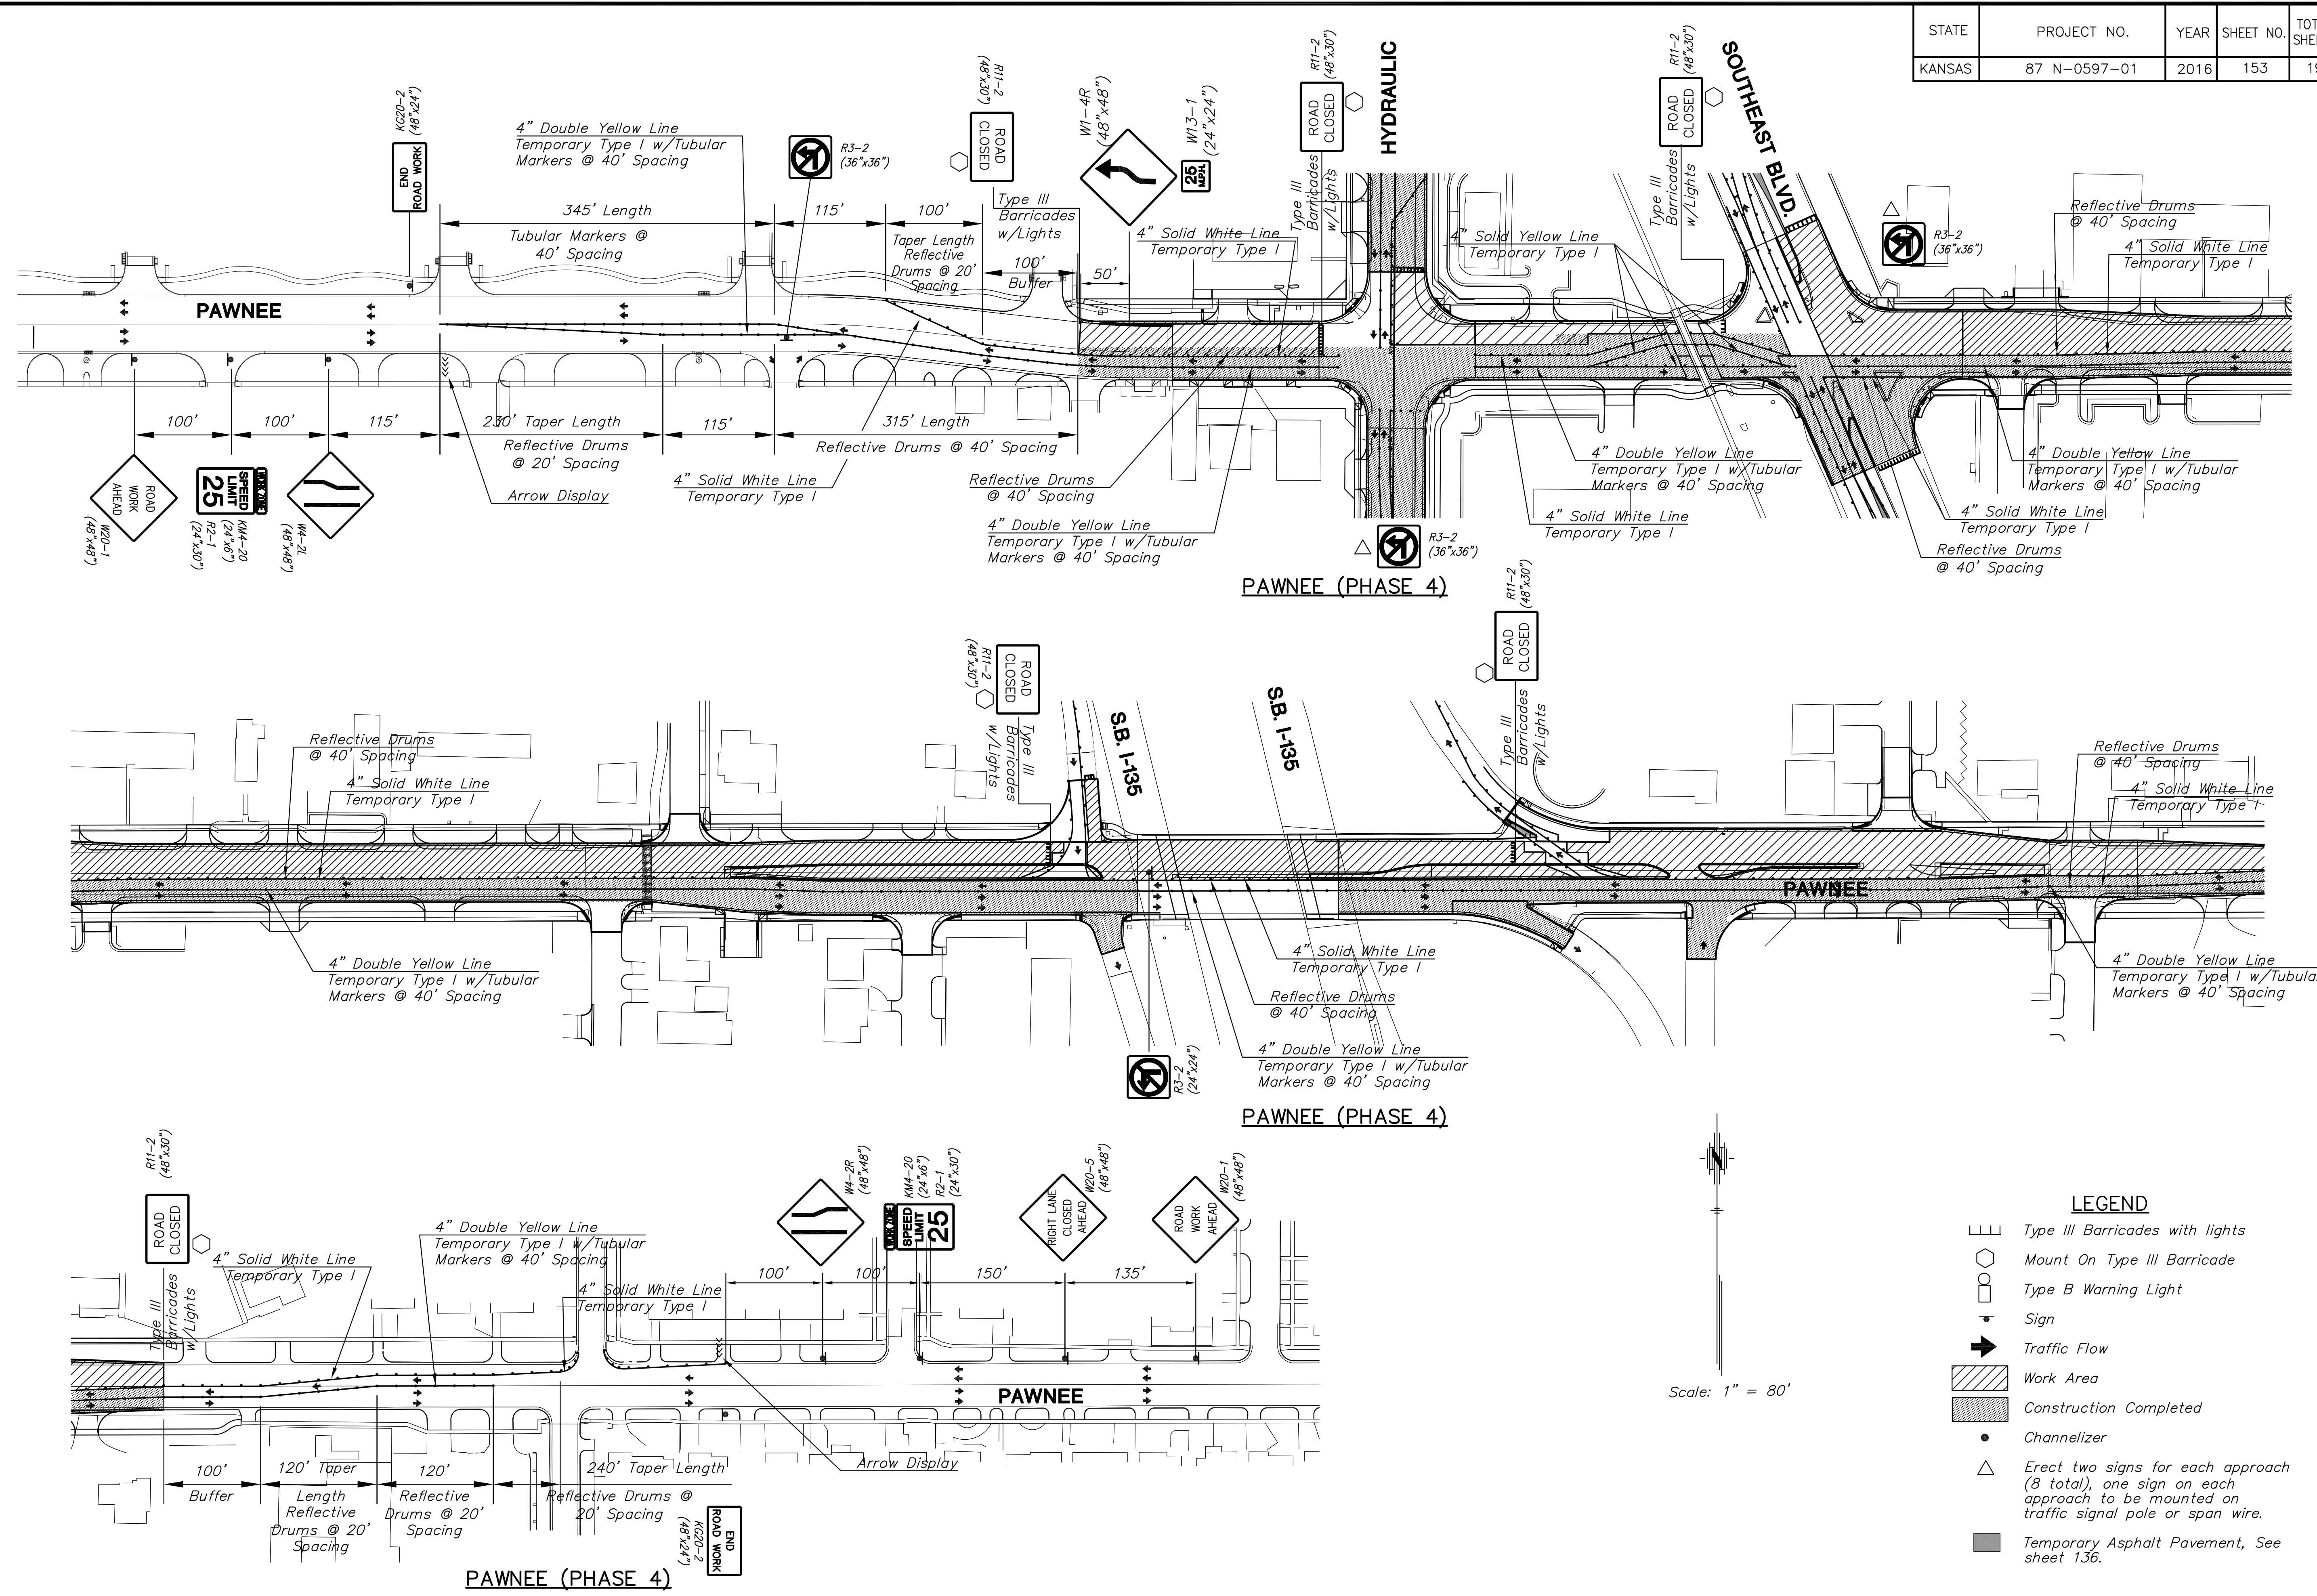 STATE
PROJECT NO.
YEAR
SHEET NO.
KANSAS
87 N-0597-01
2016
153
KG20-2
(48"x24")
END
ROAD WORK
4" Double Yellow Line
Temporary Type I w/Tubular
Markers @ 40' Spacing
R3-2
(36"x36")
R11-2
(48"x30")
ROAD
CLOSED
Type III
Barricades
w/Lights
W1-4R
(48"x48")
W13-1
(24"x24")
25
M.P.H.
R11-2
(48"x30")
ROAD
CLOSED
Type III
Barricades
w/Lights
HYDRAULIC
R11-2
(48"x30")
ROAD
CLOSED
Type III
Barricades
w/Lights
SOUTHEAST BLVD.
R3-2
(36"x36")
Reflective Drums
@ 40' Spacing
4" Solid White Line
Temporary Type I
345' Length
Tubular Markers @
40' Spacing
115'
100'
Taper Length
Reflective
Drums @ 20'
Spacing
100'
Buffer
50'
4" Solid White Line
Temporary Type I
4" Solid Yellow Line
Temporary Type I
PAWNEE
100'
100'
115'
230' Taper Length
Reflective Drums
@ 20' Spacing
115'
315' Length
Reflective Drums @ 40' Spacing
Arrow Display
4" Solid White Line
Temporary Type I
Reflective Drums
@ 40' Spacing
4" Double Yellow Line
Temporary Type I w/Tubular
Markers @ 40' Spacing
ROAD
WORK
AHEAD
W20-1
(48"x48")
WORK ZONE
SPEED
LIMIT
25
KM4-20
(24"x6")
R2-1
(24"x30")
W4-2L
(48"x48")
R3-2
(36"x36")
4" Double Yellow Line
Temporary Type I w/Tubular
Markers @ 40' Spacing
4" Solid White Line
Temporary Type I
4" Double Yellow Line
Temporary Type I w/Tubular
Markers @ 40' Spacing
4" Solid White Line
Temporary Type I
Reflective Drums
@ 40' Spacing
PAWNEE (PHASE 4)
Reflective Drums
@ 40' Spacing
4" Solid White Line
Temporary Type I
R11-2
(48"x30")
ROAD
CLOSED
Type III
Barricades
w/Lights
S.B. I-135
S.B. I-135
R11-2
(48"x30")
ROAD
CLOSED
Type III
Barricades
w/Lights
Reflective Drums
@ 40' Spacing
4" Solid White Line
Temporary Type I
PAWNEE
4" Double Yellow Line
Temporary Type I w/Tubular
Markers @ 40' Spacing
4" Solid White Line
Temporary Type I
Reflective Drums
@ 40' Spacing
4" Double Yellow Line
Temporary Type I w/Tubular
Markers @ 40' Spacing
R3-2
(24"x24")
4" Double Yellow Line
Temporary Type I
Markers @ 40' Spacing
PAWNEE (PHASE 4)
R11-2
(48"x30")
ROAD
CLOSED
Type III
Barricades
w/Lights
4" Solid White Line
Temporary Type I
4" Double Yellow Line
Temporary Type I w/Tubular
Markers @ 40' Spacing
4" Solid White Line
Temporary Type I
W4-2R
(48"x48")
WORK ZONE
SPEED
LIMIT
25
KM4-20
(24"x6")
R2-1
(24"x30")
RIGHT LANE
CLOSED
AHEAD
W20-5
(48"x48")
ROAD
WORK
AHEAD
W20-1
(48"x48")
100'
100'
150'
135'
PAWNEE
100'
Buffer
120' Taper
Length
Reflective
Drums @ 20'
Spacing
120'
Reflective
Drums @ 20'
Spacing
240' Taper Length
Reflective Drums @
20' Spacing
Arrow Display
END
ROAD WORK
KG20-2
(48"x24")
PAWNEE (PHASE 4)
N
Scale: 1" = 80'
LEGEND
Type III Barricades with lights
Mount On Type III Barricade
Type B Warning Light
Sign
Traffic Flow
Work Area
Construction Completed
Channelizer
Erect two signs for each approach
(8 total), one sign on each
approach to be mounted on
traffic signal pole or span wire.
Temporary Asphalt Pavement, See
sheet 136.